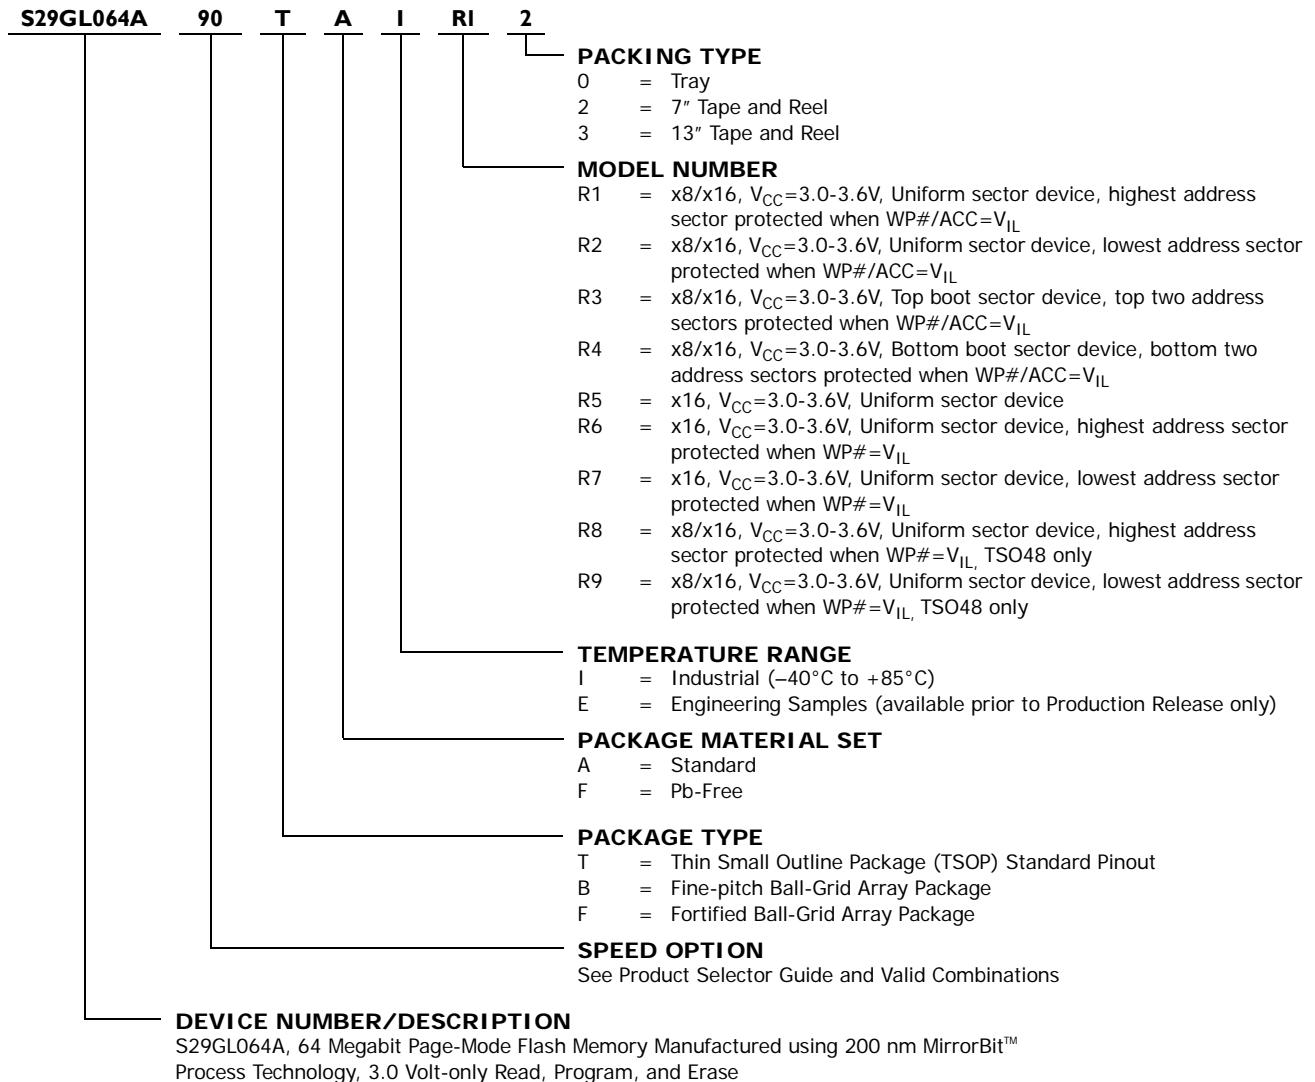 S29GL064A 90 T A I R1 2
PACKING TYPE
0 = Tray
2 = 7″ Tape and Reel
3 = 13″ Tape and Reel
MODEL NUMBER
R1 = x8/x16, VCC=3.0-3.6V, Uniform sector device, highest address
sector protected when WP#/ACC=VIL
R2 = x8/x16, VCC=3.0-3.6V, Uniform sector device, lowest address sector
protected when WP#/ACC=VIL
R3 = x8/x16, VCC=3.0-3.6V, Top boot sector device, top two address
sectors protected when WP#/ACC=VIL
R4 = x8/x16, VCC=3.0-3.6V, Bottom boot sector device, bottom two
address sectors protected when WP#/ACC=VIL
R5 = x16, VCC=3.0-3.6V, Uniform sector device
R6 = x16, VCC=3.0-3.6V, Uniform sector device, highest address sector
protected when WP#=VIL
R7 = x16, VCC=3.0-3.6V, Uniform sector device, lowest address sector
protected when WP#=VIL
R8 = x8/x16, VCC=3.0-3.6V, Uniform sector device, highest address
sector protected when WP#=VIL, TSO48 only
R9 = x8/x16, VCC=3.0-3.6V, Uniform sector device, lowest address sector
protected when WP#=VIL, TSO48 only
TEMPERATURE RANGE
I = Industrial (–40°C to +85°C)
E = Engineering Samples (available prior to Production Release only)
PACKAGE MATERIAL SET
A = Standard
F = Pb-Free
PACKAGE TYPE
T = Thin Small Outline Package (TSOP) Standard Pinout
B = Fine-pitch Ball-Grid Array Package
F = Fortified Ball-Grid Array Package
SPEED OPTION
See Product Selector Guide and Valid Combinations
DEVICE NUMBER/DESCRIPTION
S29GL064A, 64 Megabit Page-Mode Flash Memory Manufactured using 200 nm MirrorBit™
Process Technology, 3.0 Volt-only Read, Program, and Erase